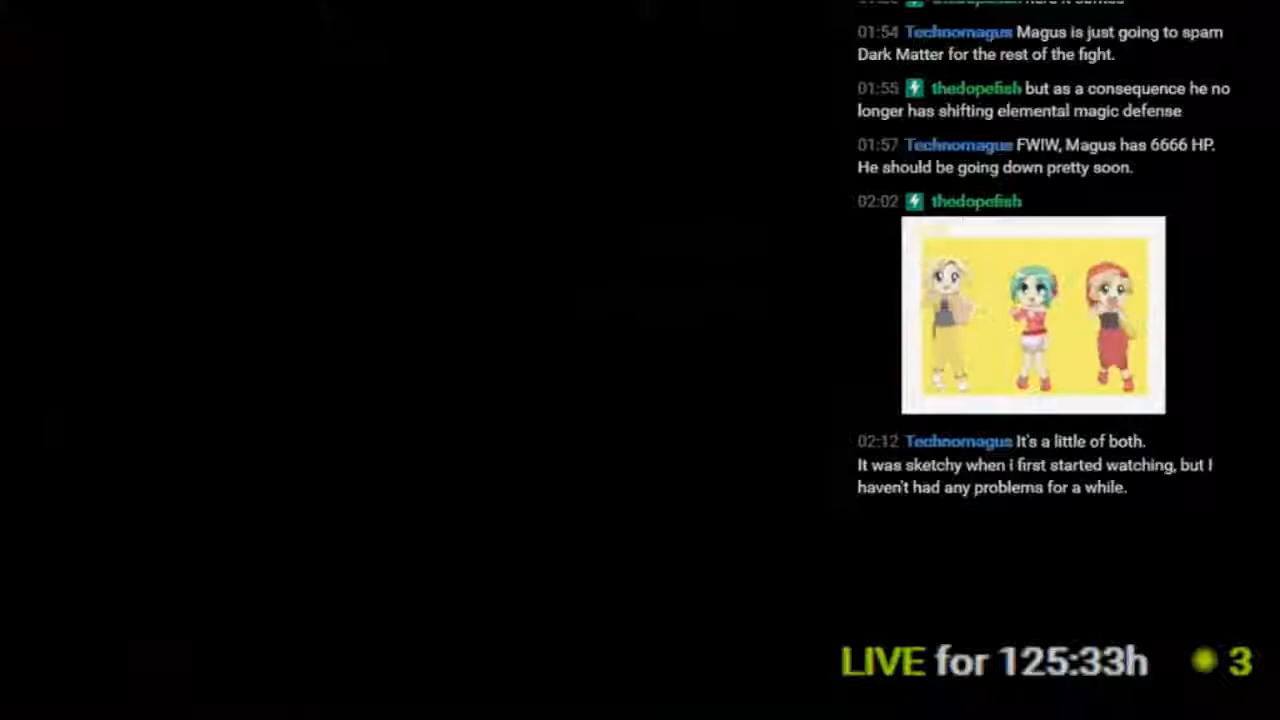 01:54 Technomagus Magus is just going to spam
Dark Matter for the rest of the fight.
01:55 thedopefish but as a consequence he no
longer has shifting elemental magic defense
01:57 Technomagus FWIW, Magus has 6666 HP.
He should be going down pretty soon.
02:02 thedopefish
02:12 Technomagus It's a little of both.
It was sketchy when i first started watching, but I
haven't had any problems for a while.
LIVE for 125:33h 3